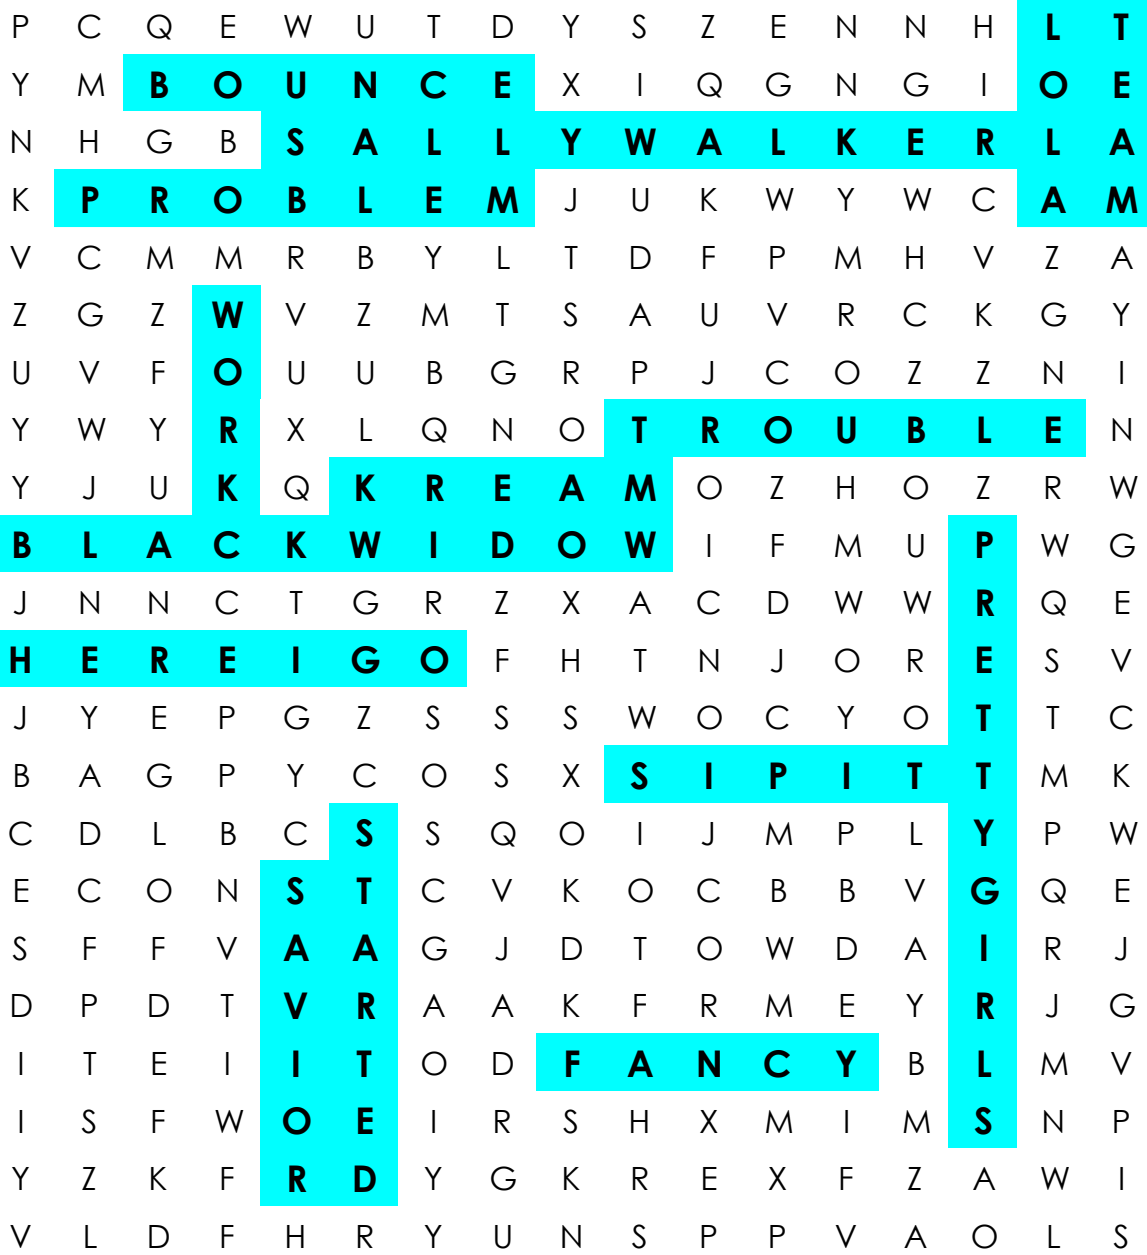 P C Q E W U T D Y S Z E N N H L T
Y M B O U N C E X I Q G N G I O E
N H G B S A L L Y W A L K E R L A
K P R O B L E M J U K W Y W C A M
V C M M R B Y L T D F P M H V Z A
Z G Z W V Z M T S A U V R C K G Y
U V F O U U B G R P J C O Z Z N I
Y W Y R X L Q N O T R O U B L E N
Y J U K Q K R E A M O Z H O Z R W
B L A C K W I D O W I F M U P W G
J N N C T G R Z X A C D W W R Q E
H E R E I G O F H T N J O R E S V
J Y E P G Z S S S W O C Y O T T C
B A G P Y C O S X S I P I T T M K
C D L B C S S Q O I J M P L Y P W
E C O N S T C V K O C B B V G Q E
S F F V A A G J D T O W D A I R J
D P D T V R A A K F R M E Y R J G
I T E I I T O D F A N C Y B L M V
I S F W O E I R S H X M I M S N P
Y Z K F R D Y G K R E X F Z A W I
V L D F H R Y U N S P P V A O L S